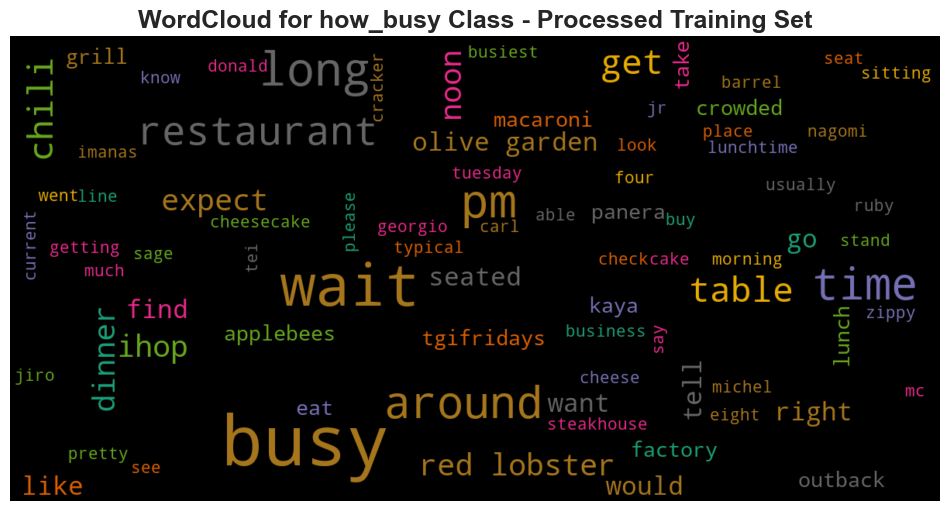 WordCloud for how_busy Class - Processed Training Set
grill
know
donald
long
cracker
noon
busiest
get
take
seat
sitting
barrel
chili
restaurant
imanas
macaroni
olive garden
jr
crowded
place
look
lunchtime
nagomi
tuesday
four
usually
went
line
expect
cheesecake
please
georgio
pm
carl
able
panera
buy
ruby
current
getting
sage
much
tei
typical
check
cake
morning
go
stand
wait
seated
table
time
find
kaya
zippy
dinner
ihop
applebees
tgifridays
business
say
lunch
jiro
cheese
tell
michel
mc
eat
around
want
eight
right
steakhouse
busy
pretty
see
factory
red lobster
like
would
outback